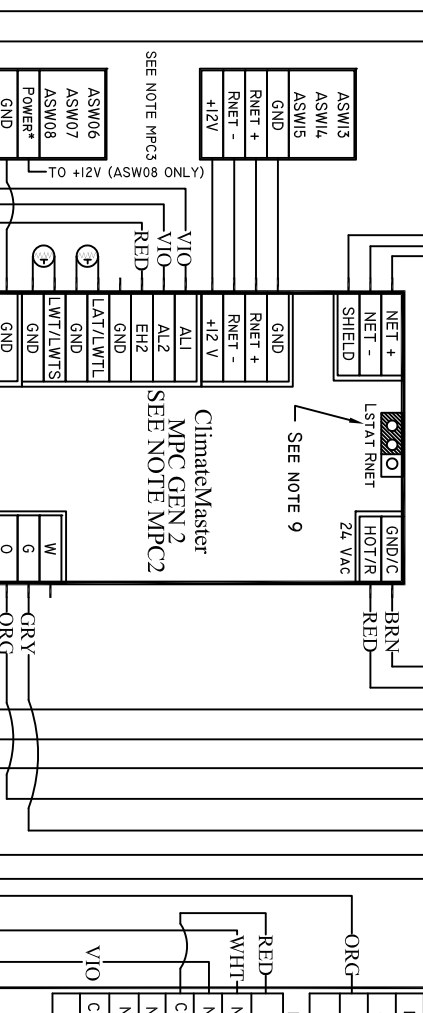 ASW13
ASW14
ASW15
GND
RNET +
RNET -
+12V
SEE NOTE MPC3
ASW06
ASW07
ASW08
POWER*
GND
TO +12V (ASW08 ONLY)
VIO
VIO
RED
NET +
NET -
SHIELD
GND
RNET +
RNET -
+12 V
AL1
AL2
EH2
GND
LAT/LWTL
GND
LWT/LWTS
GND
GND
LSTAT RNET
SEE NOTE 9
ClimateMaster
MPC GEN 2
SEE NOTE MPC2
GND/C
HOT/R
24 VAC
W
G
O
BRN
RED
GRY
ORG
ORG
RED
WHT
VIO
C
N
N
C
N
N